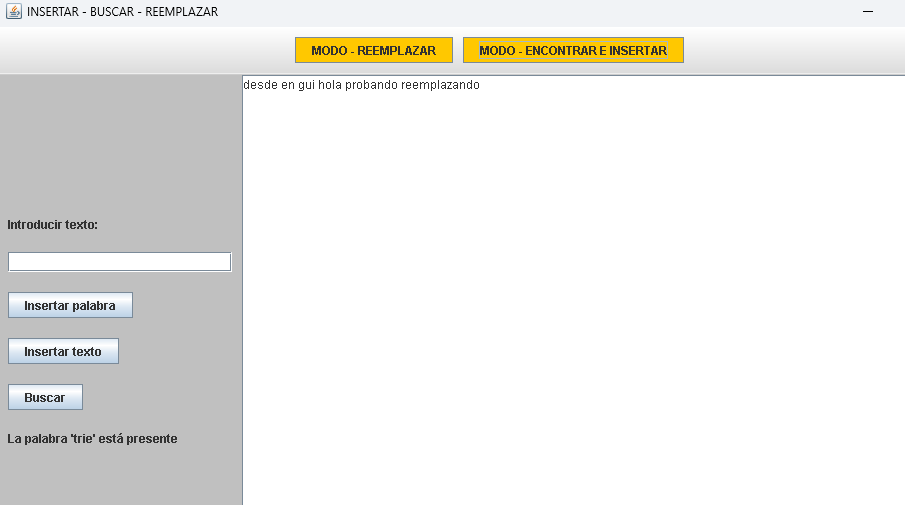 INSERTAR - BUSCAR - REEMPLAZAR
MODO - REEMPLAZAR
MODO - ENCONTRAR E INSERTAR
desde en gui hola probando reemplazando
Introducir texto:
Insertar palabra
Insertar texto
Buscar
La palabra 'trie' está presente